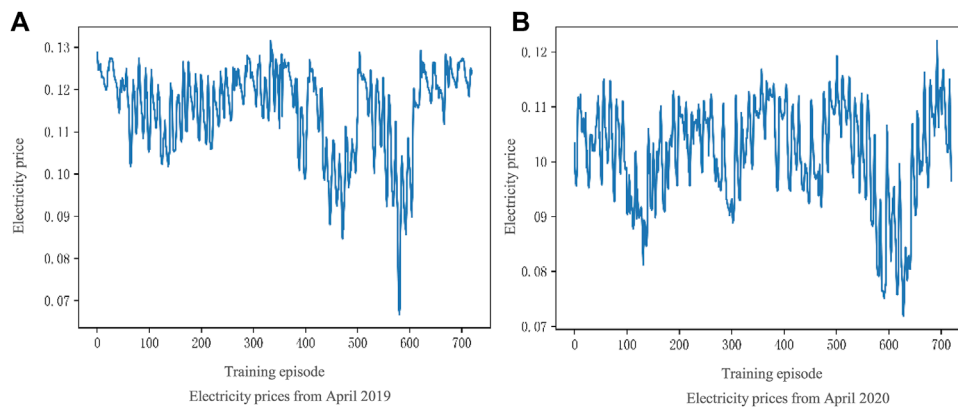 A
0.13
0.12
0.11
0.10
0.09
0.08
0.07
Electricity price
0 100 200 300 400 500 600 700
Training episode
Electricity prices from April 2019
B
0.12
0.11
10
09
0.08
0.07
Electricity price
0 100 200 300 400 500 600 700
Training episode
Electricity prices from April 2020